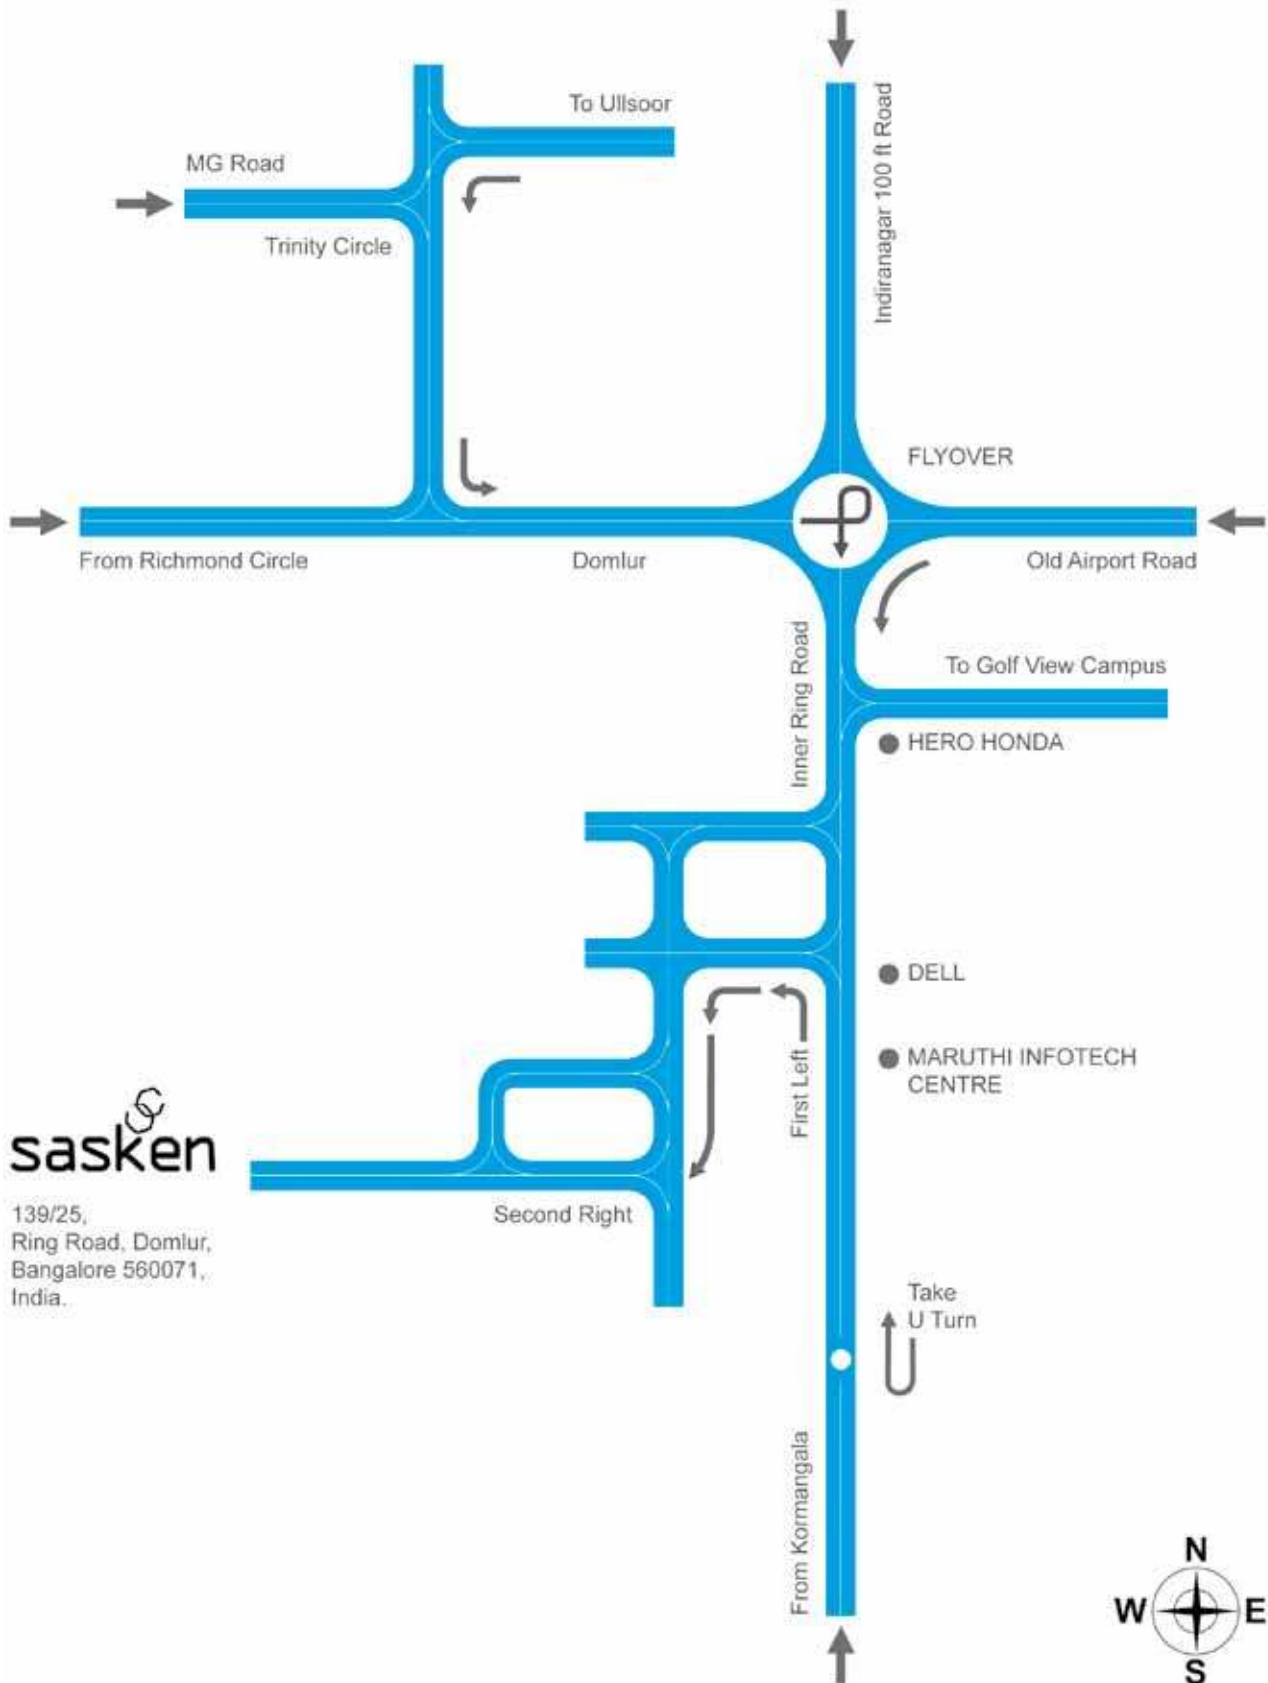 To Ullsoor
MG Road
Trinity Circle
Indiranagar 100 ft Road
FLYOVER
From Richmond Circle
Domlur
Old Airport Road
Inner Ring Road
To Golf View Campus
HERO HONDA
DELL
First Left
MARUTHI INFOTECH
CENTRE
sasken
139/25,
Ring Road, Domlur,
Bangalore 560071,
India.
Second Right
Take
U Turn
From Kormangala
N
W
E
S